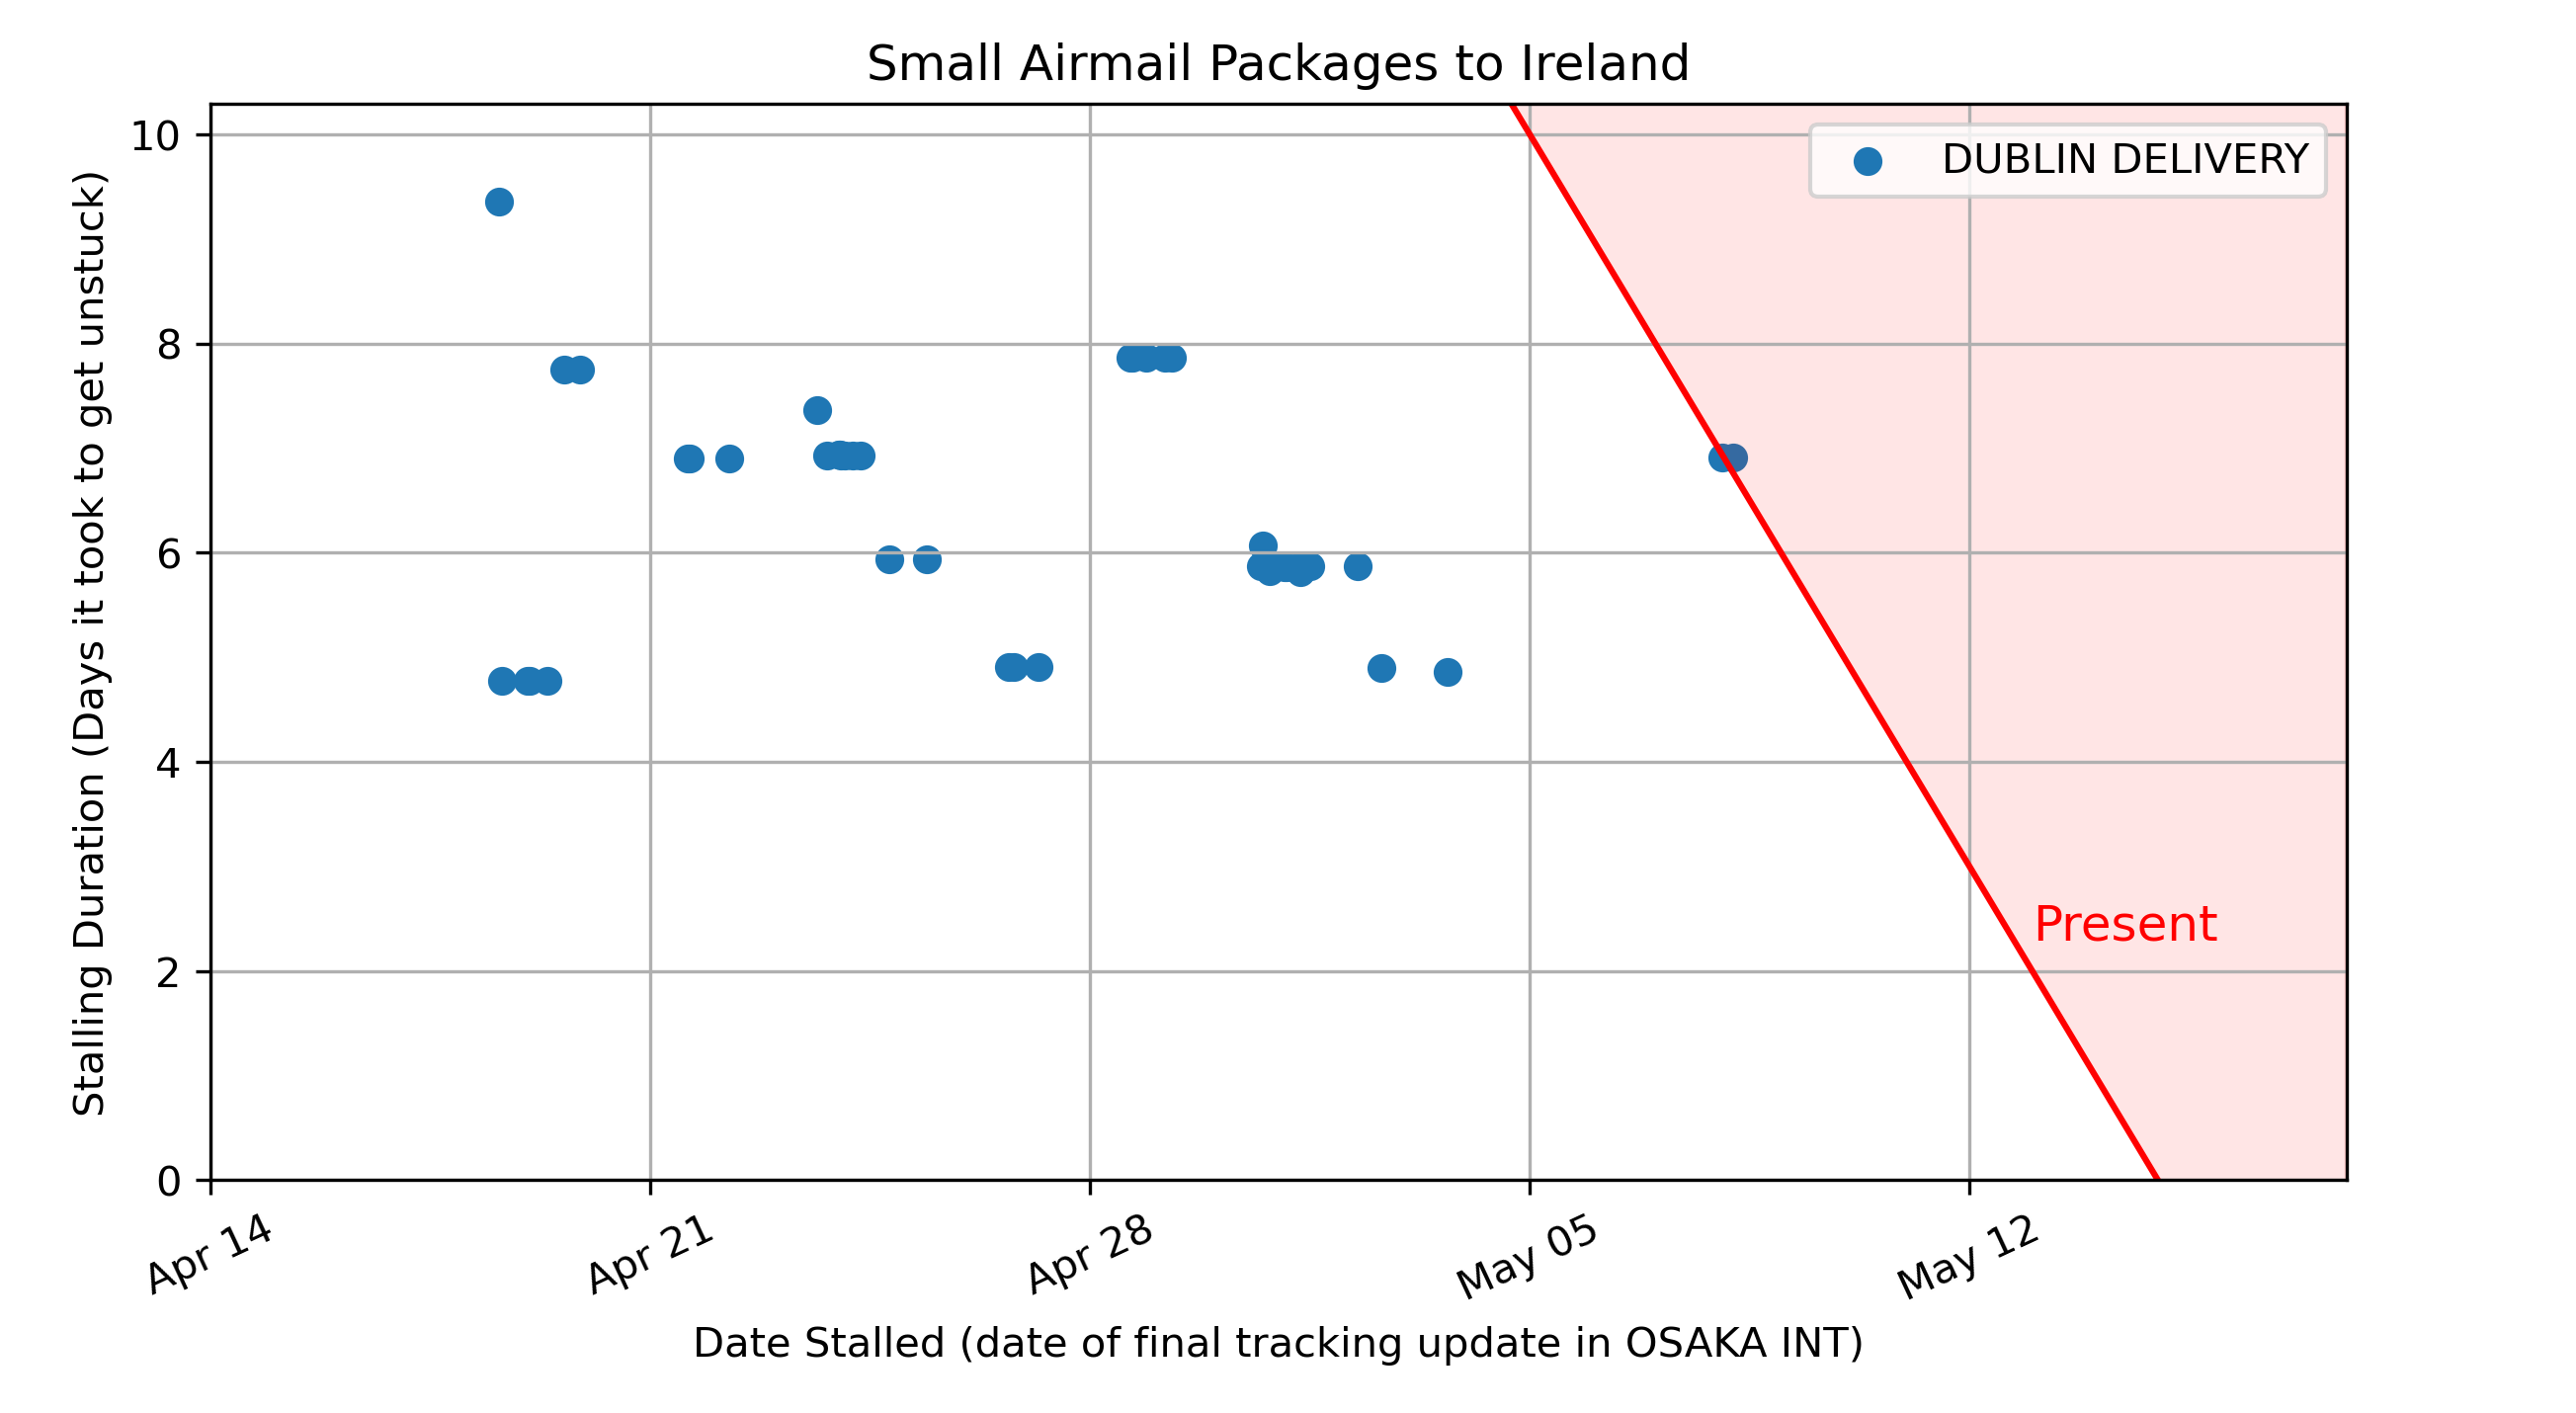 Small Airmail Packages to Ireland
DUBLIN DELIVERY
Stalling Duration (Days it took to get unstuck)
10
8
6
4
2
0
Present
Apr 14
Apr 21
Apr 28
May 05
May 12
Date Stalled (date of final tracking update in OSAKA INT)